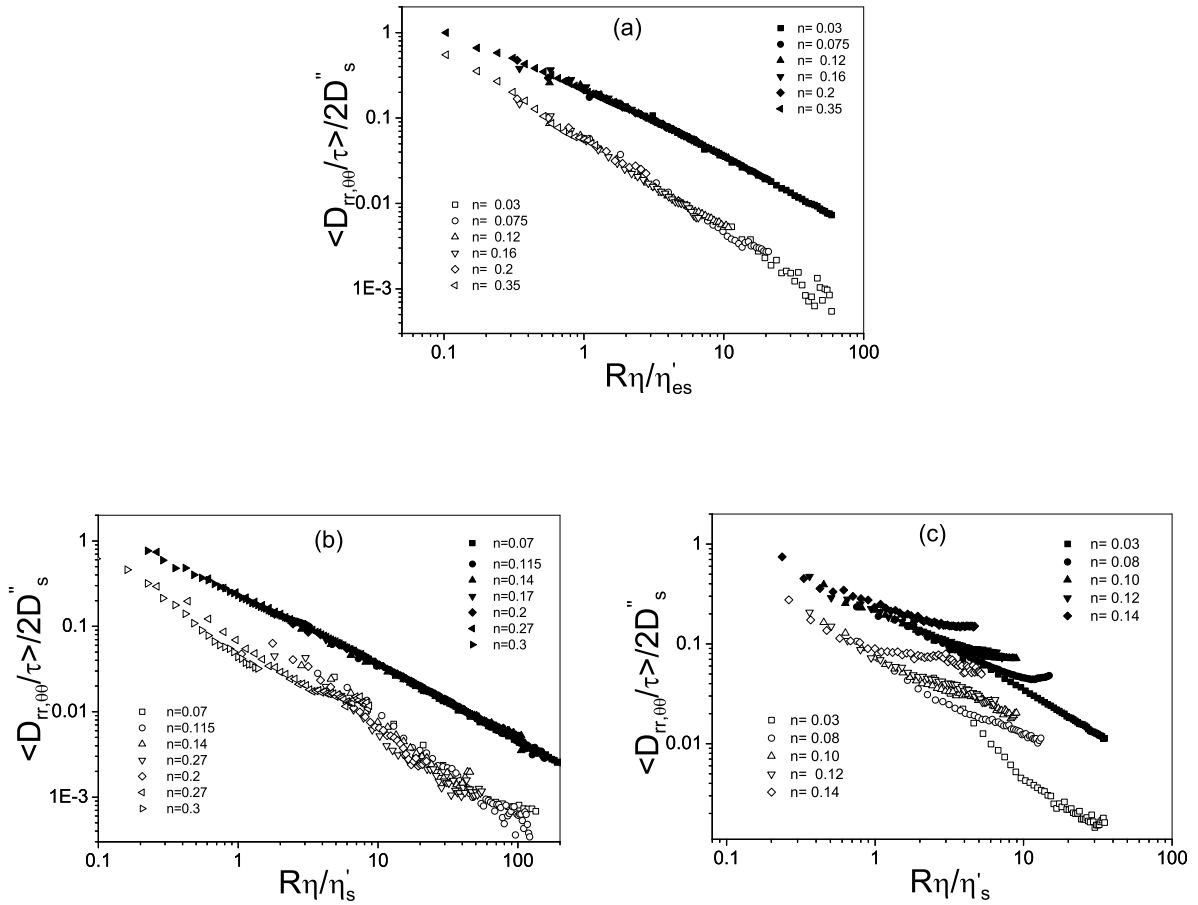 (a)
<D_rr,θθ/τ>/2D''_s
1
0.1
0.01
1E-3
n= 0.03
n= 0.075
n= 0.12
n= 0.16
n= 0.2
n= 0.35
n= 0.03
n= 0.075
n= 0.12
n= 0.16
n= 0.2
n= 0.35
0.1 1 10 100
Rη/η'_es
(b)
<D_rr,θθ/τ>/2D''_s
1
0.1
0.01
1E-3
n=0.07
n=0.115
n=0.14
n=0.17
n=0.2
n=0.27
n=0.3
n=0.07
n=0.115
n=0.14
n=0.27
n=0.2
n=0.27
n=0.3
0.1 1 10 100
Rη/η'_s
(c)
<D_rr,θθ/τ>/2D''_s
1
0.1
0.01
n= 0.03
n= 0.08
n= 0.10
n= 0.12
n= 0.14
n= 0.03
n= 0.08
n= 0.10
n= 0.12
n= 0.14
0.1 1 10 100
Rη/η'_s